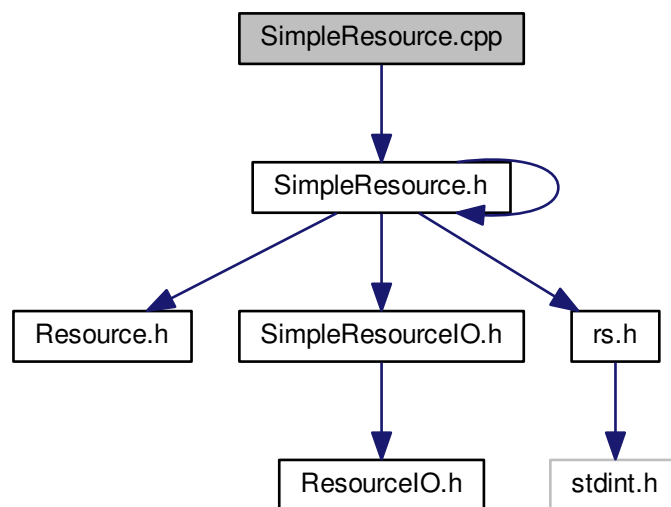 SimpleResource.cpp
SimpleResource.h
Resource.h
SimpleResourceIO.h
rs.h
ResourceIO.h
stdint.h